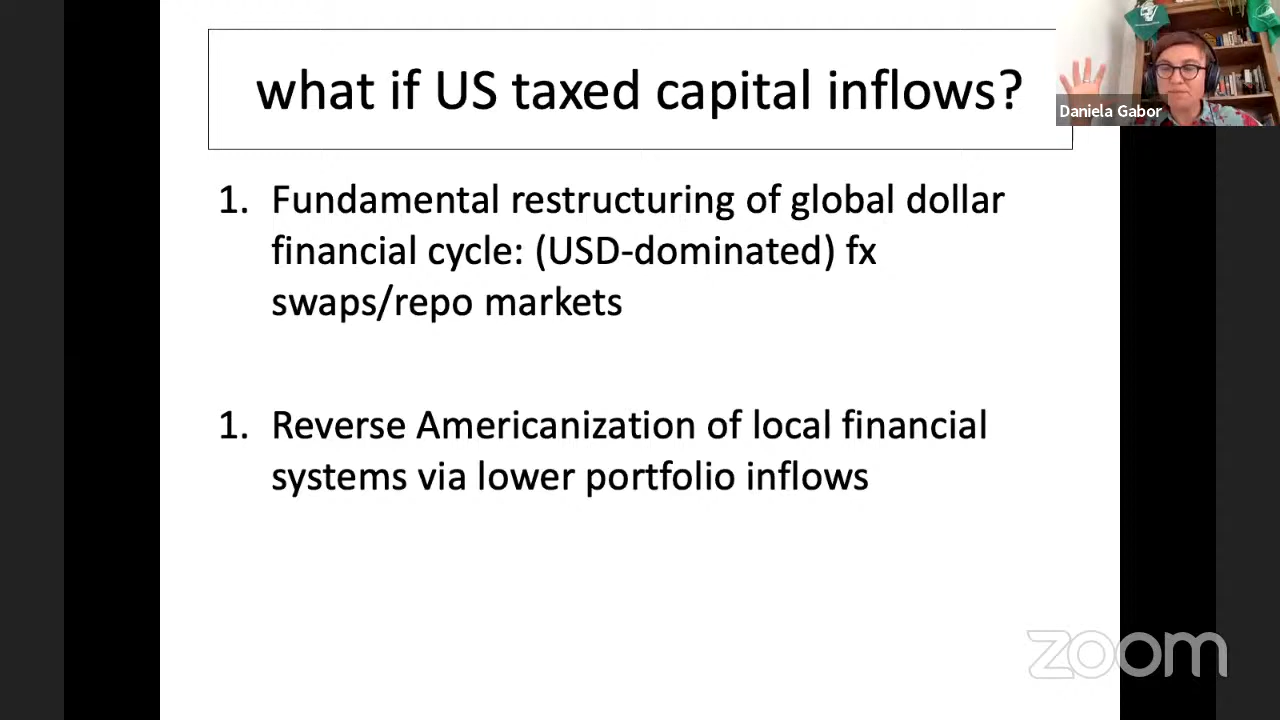 what if US taxed capital inflows?
Daniela Gabor
1. Fundamental restructuring of global dollar
financial cycle: (USD-dominated) fx
swaps/repo markets
1. Reverse Americanization of local financial
systems via lower portfolio inflows
zoom